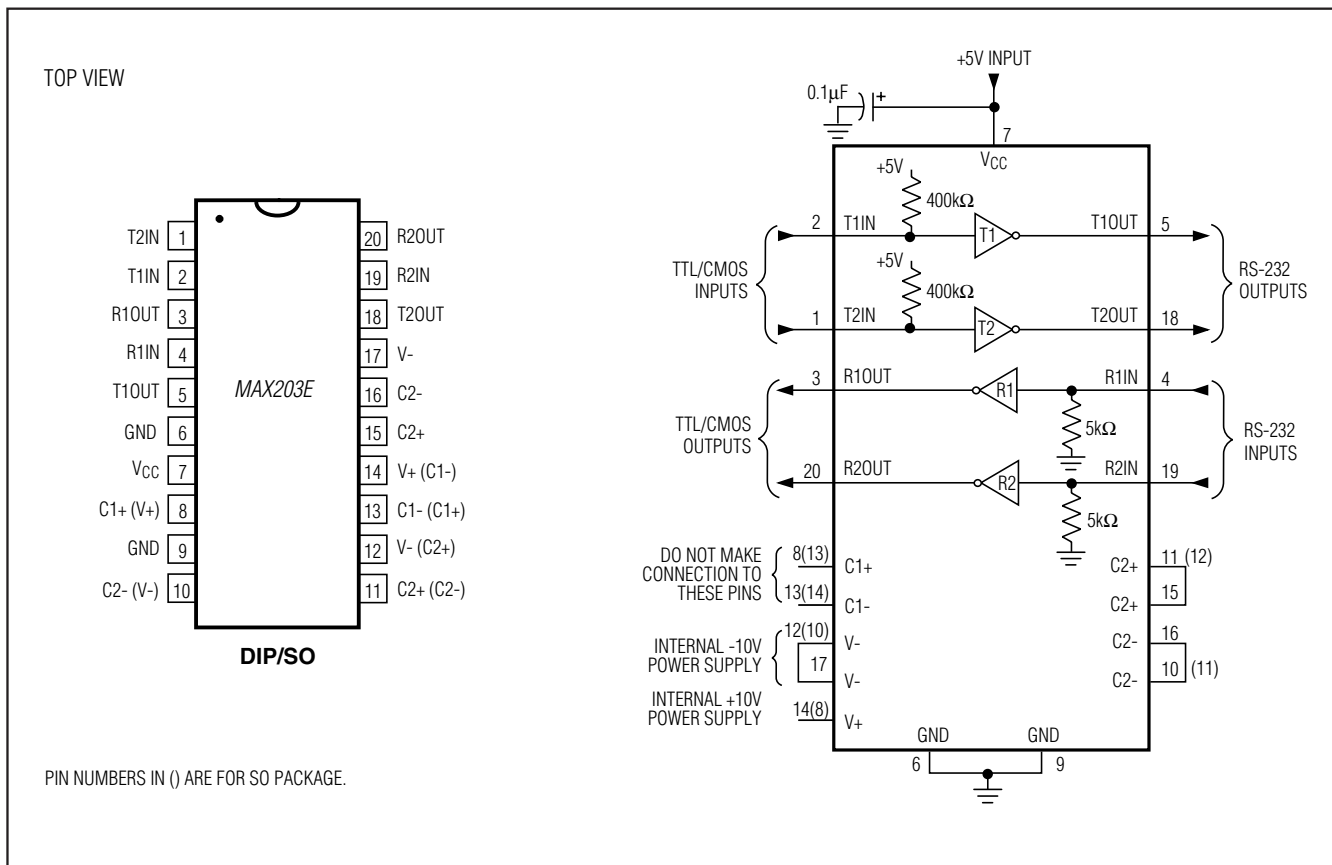 TOP VIEW
T2IN 1
T1IN 2
R1OUT 3
R1IN 4
T1OUT 5
GND 6
VCC 7
C1+ (V+) 8
GND 9
C2- (V-) 10
MAX203E
20 R2OUT
19 R2IN
18 T2OUT
17 V-
16 C2-
15 C2+
14 V+ (C1-)
13 C1- (C1+)
12 V- (C2+)
11 C2+ (C2-)
DIP/SO
PIN NUMBERS IN () ARE FOR SO PACKAGE.
+5V INPUT
0.1µF
+
7
VCC
+5V
400kΩ
2 T1IN T1 T1OUT 5
TTL/CMOS
INPUTS
RS-232
OUTPUTS
+5V
400kΩ
1 T2IN T2 T2OUT 18
3 R1OUT R1 R1IN 4
TTL/CMOS
OUTPUTS
5kΩ
RS-232
INPUTS
20 R2OUT R2 R2IN 19
5kΩ
DO NOT MAKE
CONNECTION TO
THESE PINS
8(13) C1+
13(14) C1-
INTERNAL -10V
POWER SUPPLY
12(10) V-
17 V-
INTERNAL +10V
POWER SUPPLY
14(8) V+
C2+ 11 (12)
C2+ 15
C2- 16
C2- 10 (11)
GND GND
6 9